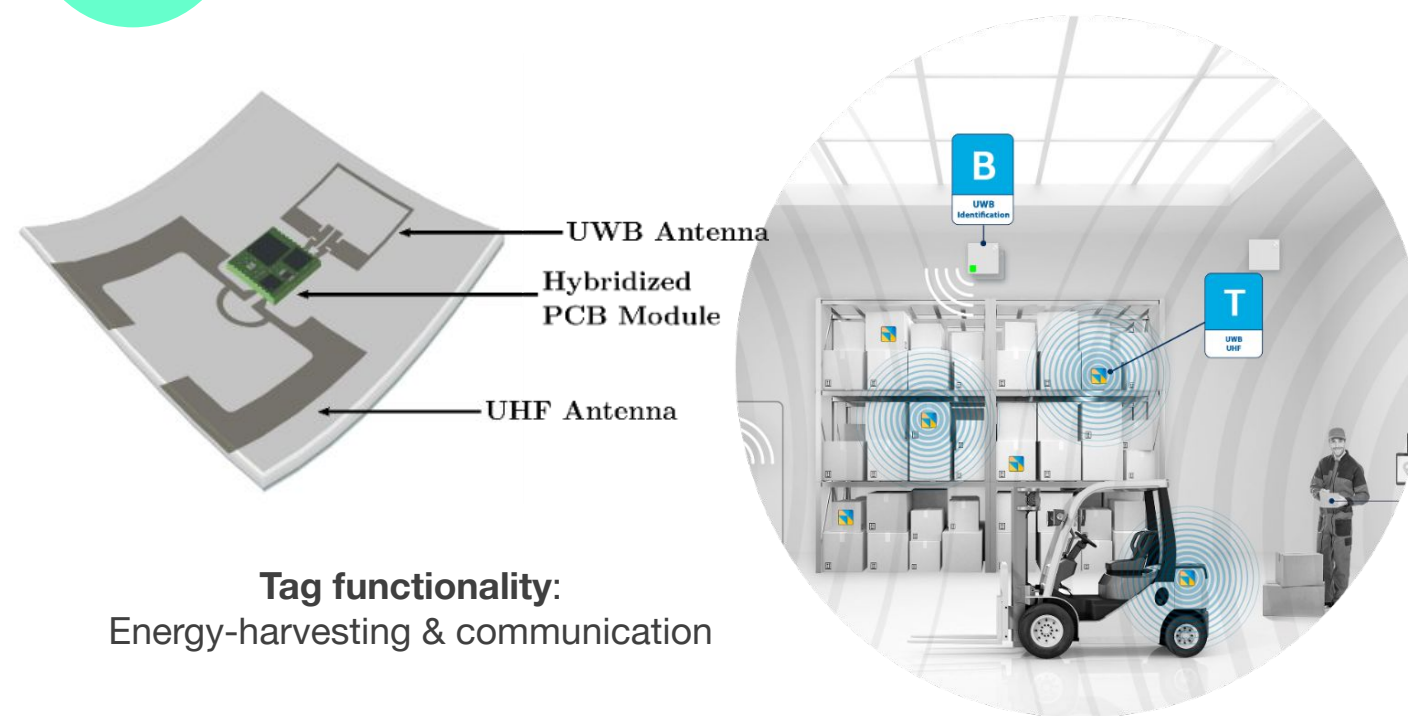 UWB Antenna
Hybridized
PCB Module
UHF Antenna
Tag functionality:
Energy-harvesting & communication
B
UWB
Identification
T
UWB
UHF